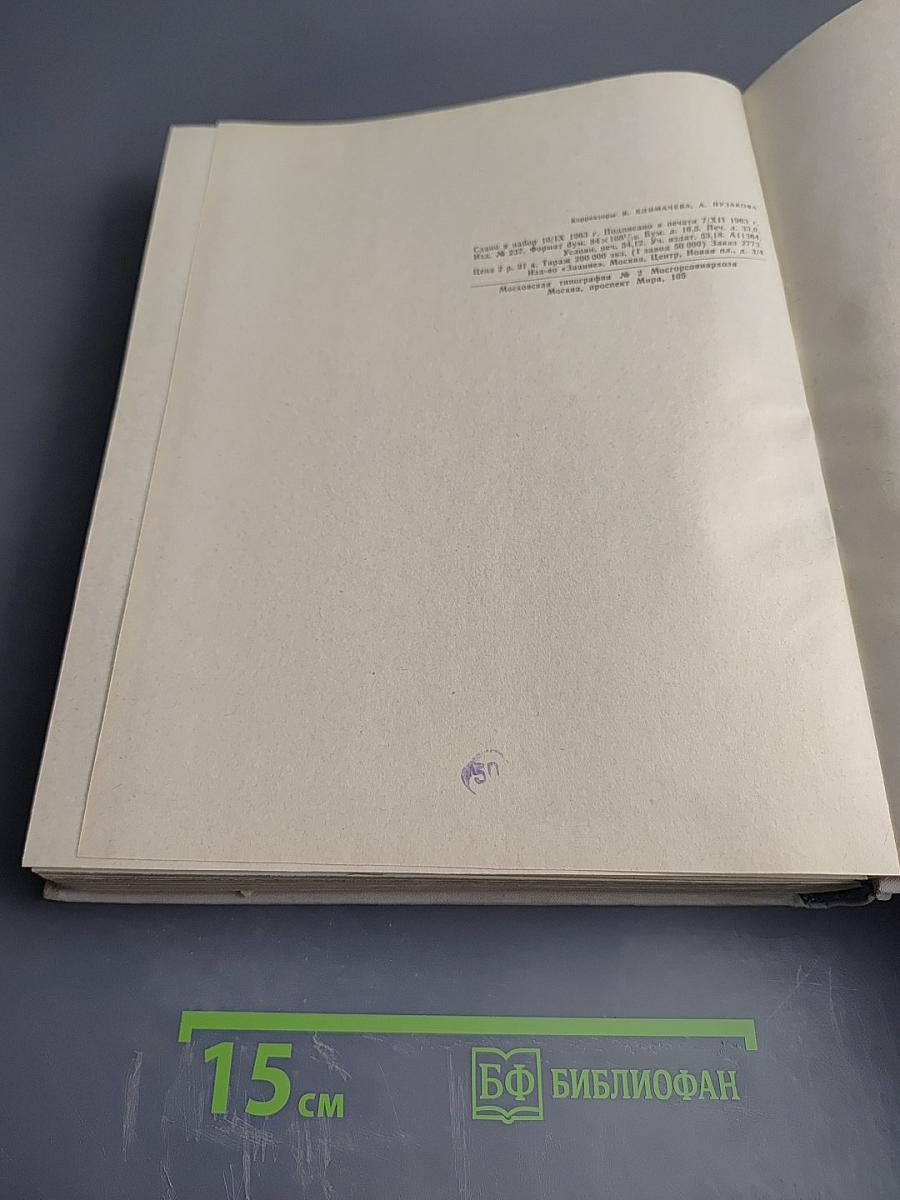 Корректоры В. КЛИМАЧЕВА, А. ПУЗАКОВА
Сдано в набор 10/IX 1963 г. Подписано к печати 7/XII 1963 г.
Изд. № 237. Формат бум. 84×108¹/₁₆. Бум. л. 16,5. Печ. л. 33,0.
Условн. печ. 54,12. Уч. издат. 53,18. А11364.
Цена 2 р. 91 к. Тираж 200 000 экз. (1 завод 50 000) Заказ 2773.
Изд-во «Знание», Москва, Центр, Новая пл., д. 3/4
Московская типография № 2 Мосгорсовнархоза
Москва, проспект Мира, 105
15 см
БФ БИБЛИОФАН